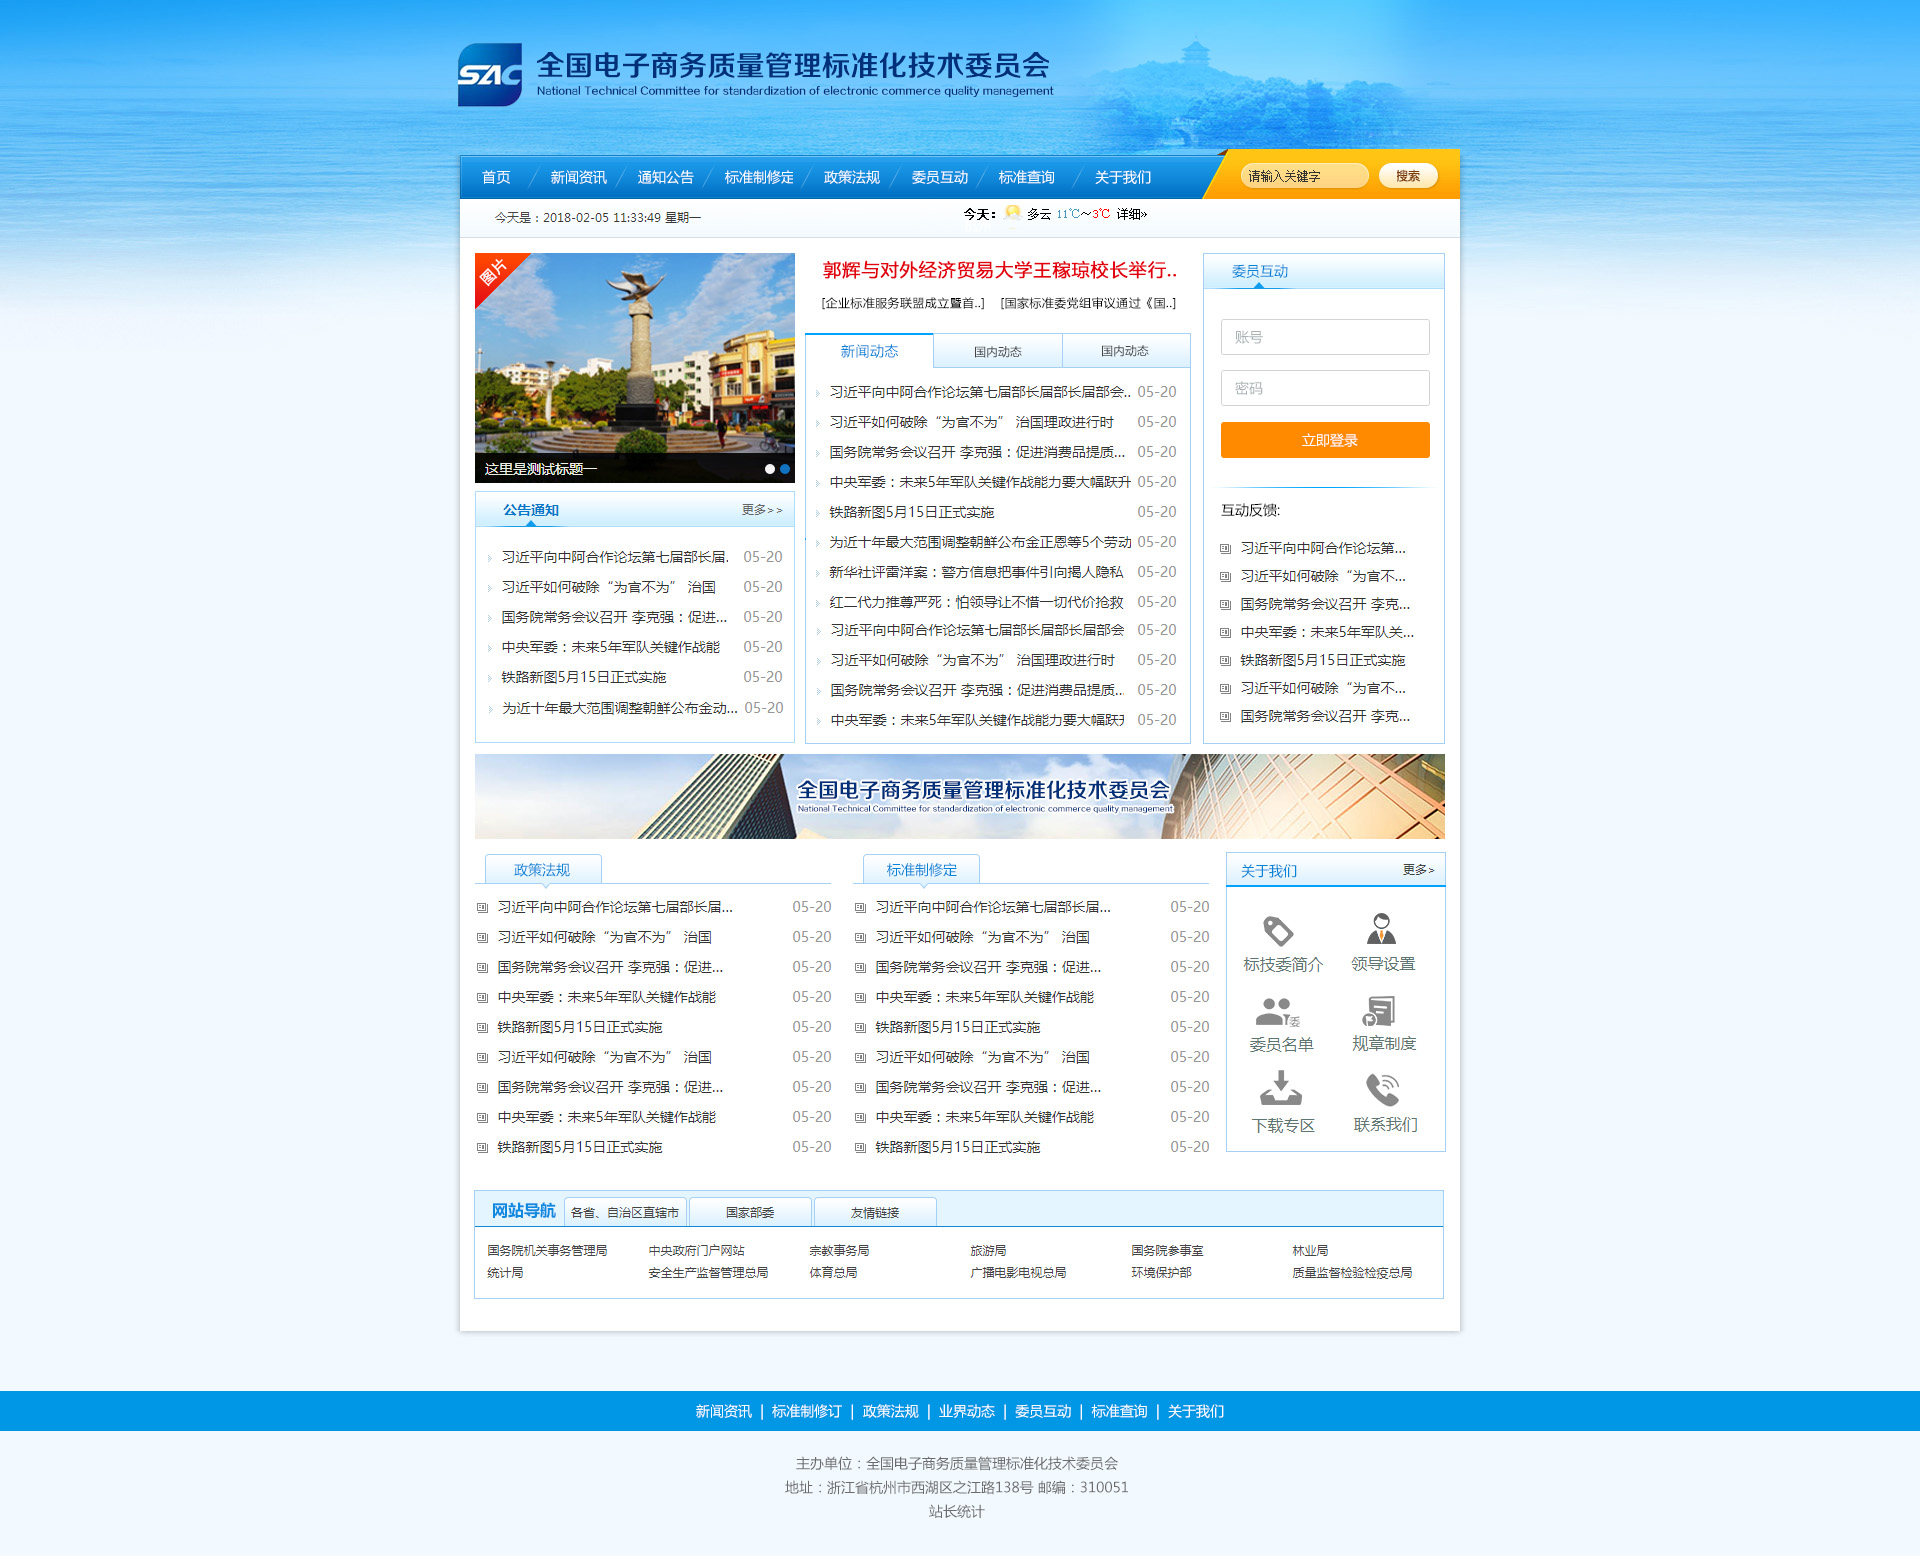 SAC
全国电子商务质量管理标准化技术委员会
National Technical Committee for standardization of electronic commerce quality management
首页 新闻资讯 通知公告 标准制修定 政策法规 委员互动 标准查询 关于我们 请输入关键字 搜索
今天是：2018-02-05 11:33:49 星期一
今天： 多云 11℃～3℃ 详细»
图片
这里是测试标题一
公告通知 更多>>
习近平向中阿合作论坛第七届部长届. 05-20
习近平如何破除“为官不为” 治国 05-20
国务院常务会议召开 李克强：促进... 05-20
中央军委：未来5年军队关键作战能 05-20
铁路新图5月15日正式实施 05-20
为近十年最大范围调整朝鲜公布金动... 05-20
郭辉与对外经济贸易大学王稼琼校长举行..
[企业标准服务联盟成立暨首..] [国家标准委党组审议通过《国..]
新闻动态 国内动态 国内动态
习近平向中阿合作论坛第七届部长届部长届部会.. 05-20
习近平如何破除“为官不为” 治国理政进行时 05-20
国务院常务会议召开 李克强：促进消费品提质... 05-20
中央军委：未来5年军队关键作战能力要大幅跃升 05-20
铁路新图5月15日正式实施 05-20
为近十年最大范围调整朝鲜公布金正恩等5个劳动 05-20
新华社评雷洋案：警方信息把事件引向揭人隐私 05-20
红二代力推尊严死：怕领导让不惜一切代价抢救 05-20
习近平向中阿合作论坛第七届部长届部长届部会 05-20
习近平如何破除“为官不为” 治国理政进行时 05-20
国务院常务会议召开 李克强：促进消费品提质... 05-20
中央军委：未来5年军队关键作战能力要大幅跃升 05-20
委员互动
账号
密码
立即登录
互动反馈:
习近平向中阿合作论坛第...
习近平如何破除“为官不...
国务院常务会议召开 李克...
中央军委：未来5年军队关...
铁路新图5月15日正式实施
习近平如何破除“为官不...
国务院常务会议召开 李克...
全国电子商务质量管理标准化技术委员会
National Technical Committee for standardization of electronic commerce quality management
政策法规
习近平向中阿合作论坛第七届部长届... 05-20
习近平如何破除“为官不为” 治国 05-20
国务院常务会议召开 李克强：促进... 05-20
中央军委：未来5年军队关键作战能 05-20
铁路新图5月15日正式实施 05-20
习近平如何破除“为官不为” 治国 05-20
国务院常务会议召开 李克强：促进... 05-20
中央军委：未来5年军队关键作战能 05-20
铁路新图5月15日正式实施 05-20
标准制修定
习近平向中阿合作论坛第七届部长届... 05-20
习近平如何破除“为官不为” 治国 05-20
国务院常务会议召开 李克强：促进... 05-20
中央军委：未来5年军队关键作战能 05-20
铁路新图5月15日正式实施 05-20
习近平如何破除“为官不为” 治国 05-20
国务院常务会议召开 李克强：促进... 05-20
中央军委：未来5年军队关键作战能 05-20
铁路新图5月15日正式实施 05-20
关于我们 更多>
标技委简介 领导设置
委
委员名单 规章制度
下载专区 联系我们
网站导航 各省、自治区直辖市 国家部委 友情链接
国务院机关事务管理局 中央政府门户网站 宗教事务局 旅游局 国务院参事室 林业局
统计局 安全生产监督管理总局 体育总局 广播电影电视总局 环境保护部 质量监督检验检疫总局
新闻资讯 | 标准制修订 | 政策法规 | 业界动态 | 委员互动 | 标准查询 | 关于我们
主办单位：全国电子商务质量管理标准化技术委员会
地址：浙江省杭州市西湖区之江路138号 邮编：310051
站长统计